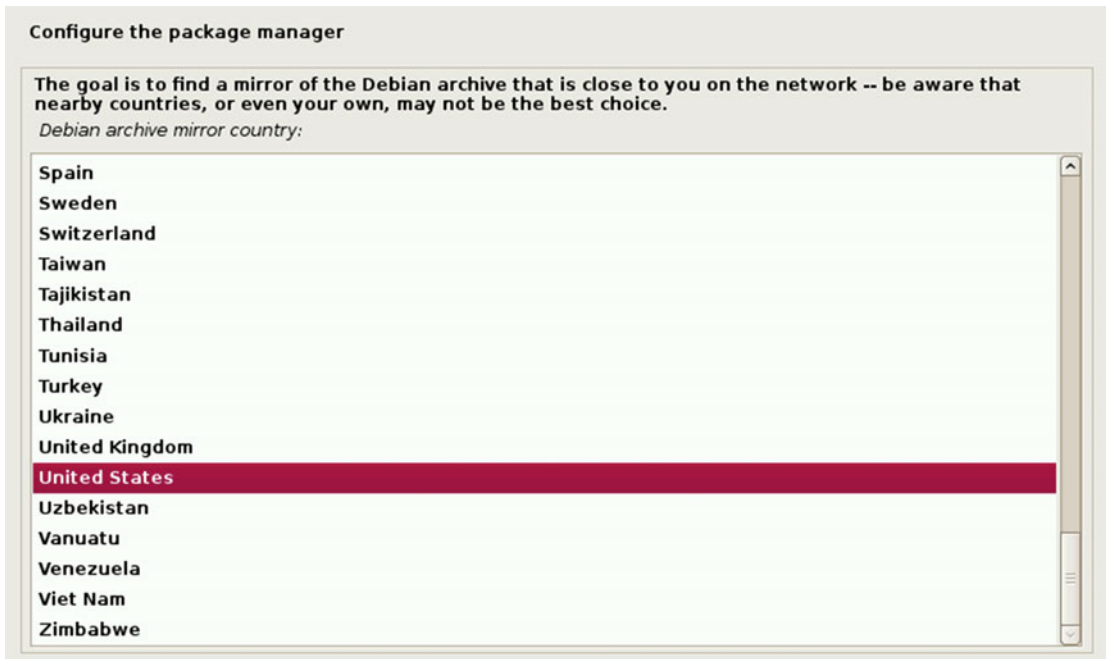 Configure the package manager
The goal is to find a mirror of the Debian archive that is close to you on the network -- be aware that
nearby countries, or even your own, may not be the best choice.
Debian archive mirror country:
Spain
Sweden
Switzerland
Taiwan
Tajikistan
Thailand
Tunisia
Turkey
Ukraine
United Kingdom
United States
Uzbekistan
Vanuatu
Venezuela
Viet Nam
Zimbabwe